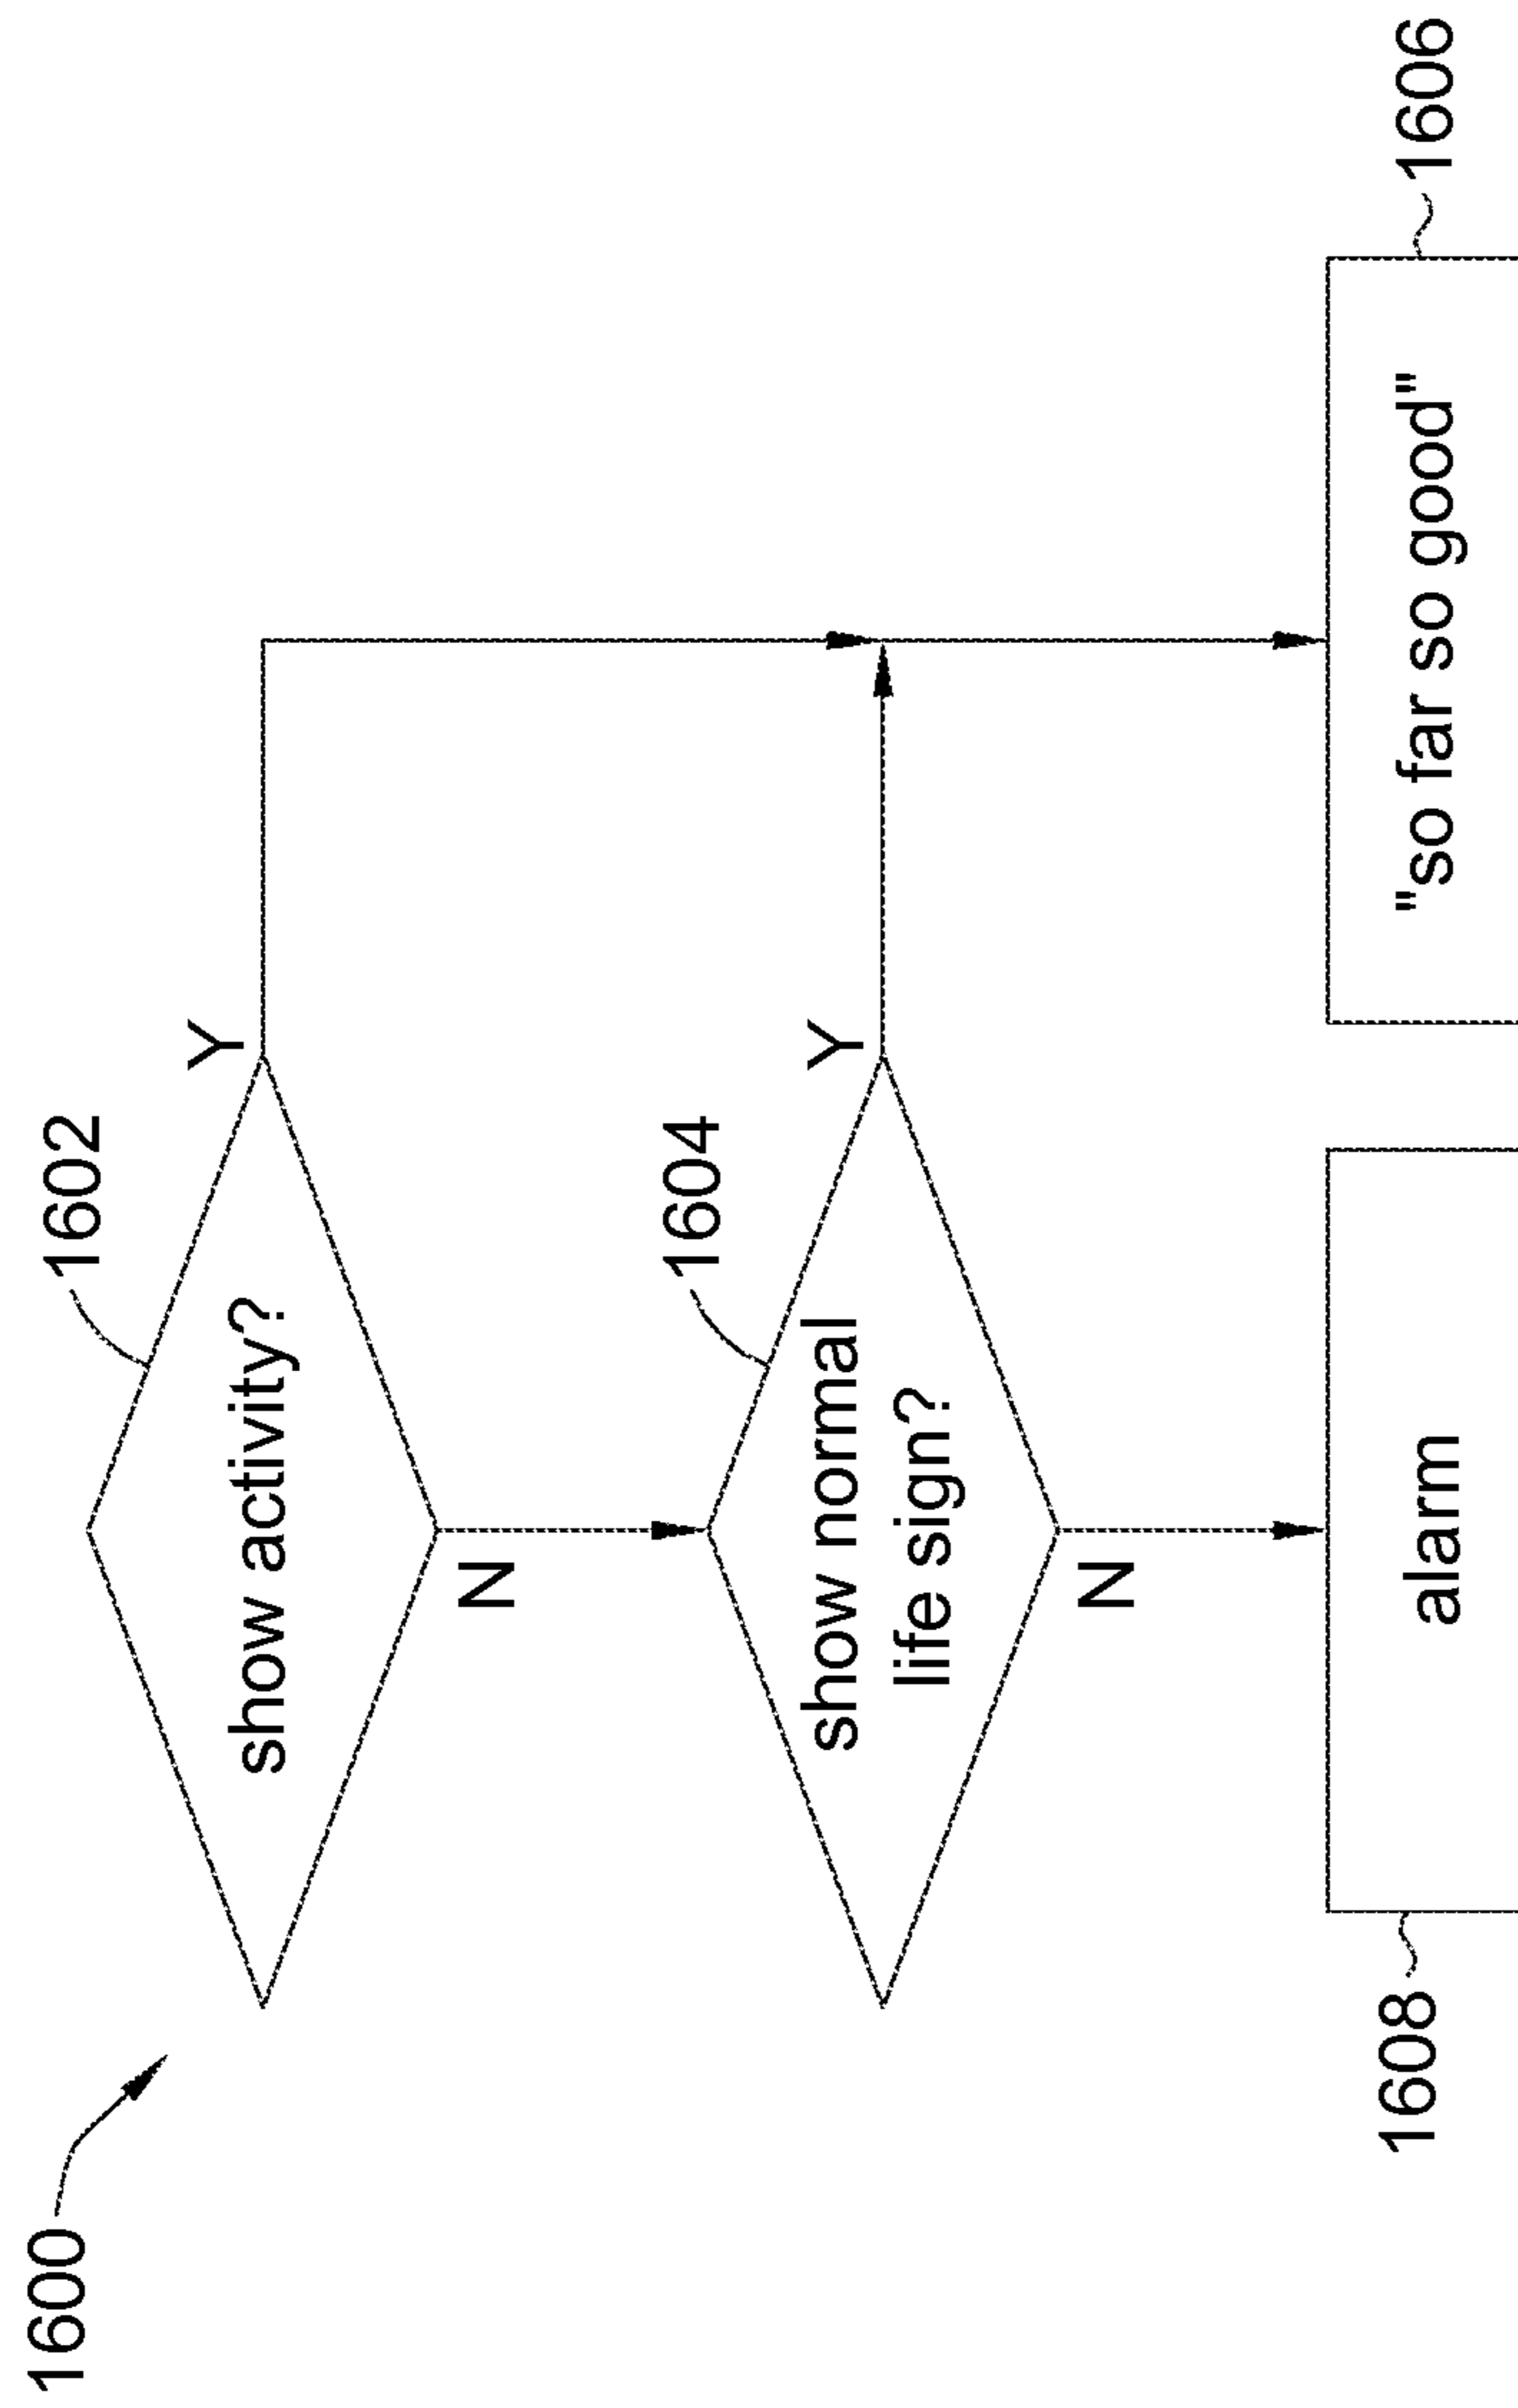 1600
1602
show activity?
Y
N
1604
show normal
life sign?
Y
N
1608
alarm
"so far so good"
1606